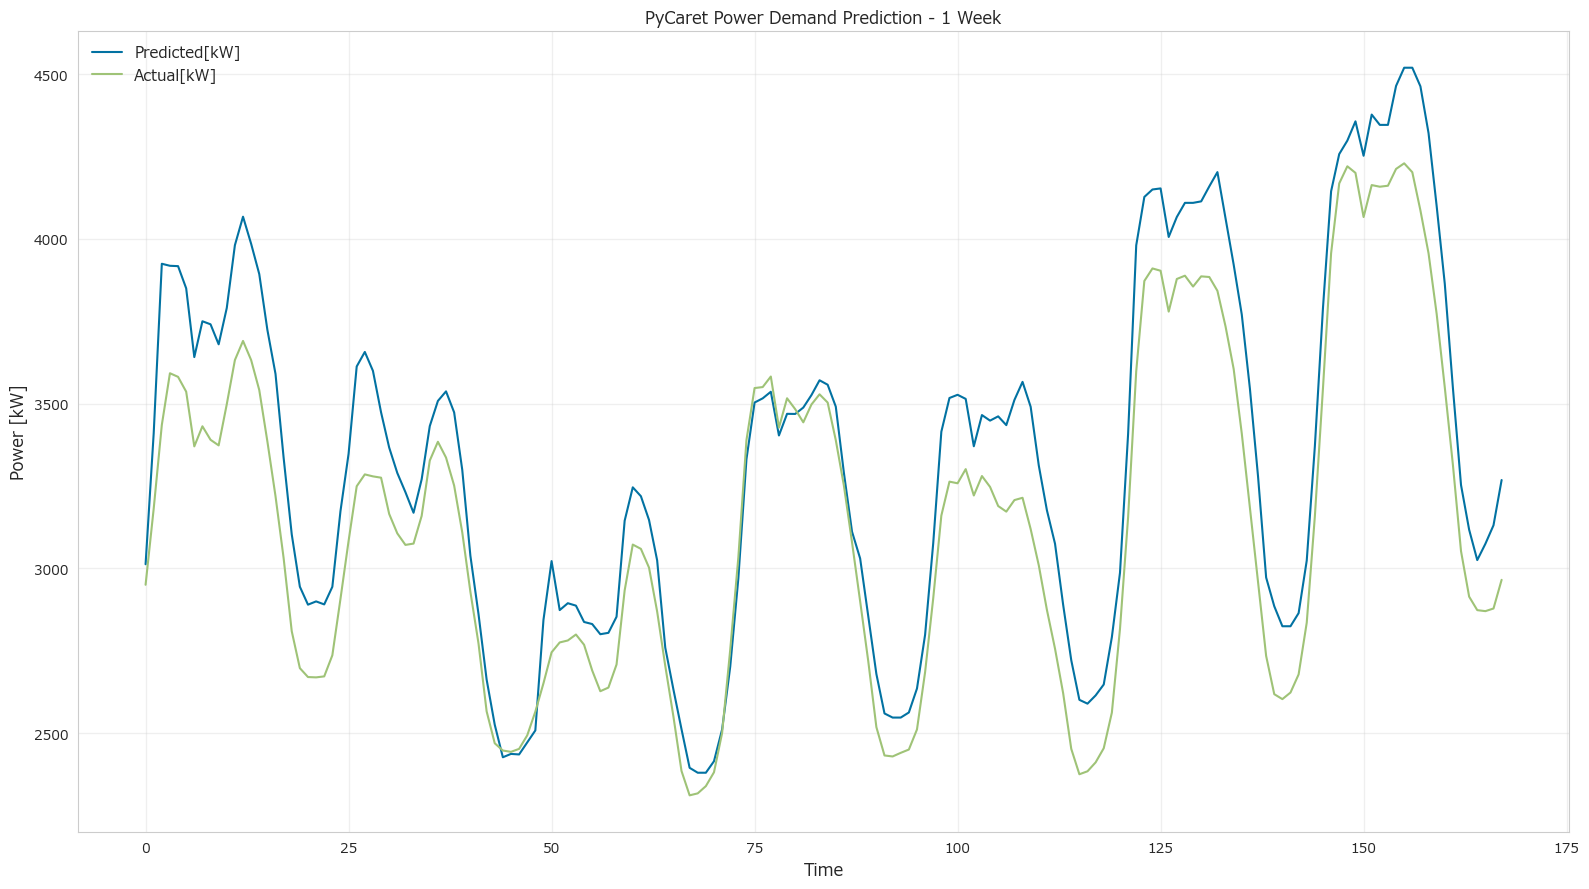 PyCaret Power Demand Prediction - 1 Week
Predicted[kW]
Actual[kW]
Power [kW]
4500
4000
3500
3000
2500
0 25 50 75 100 125 150 175
Time